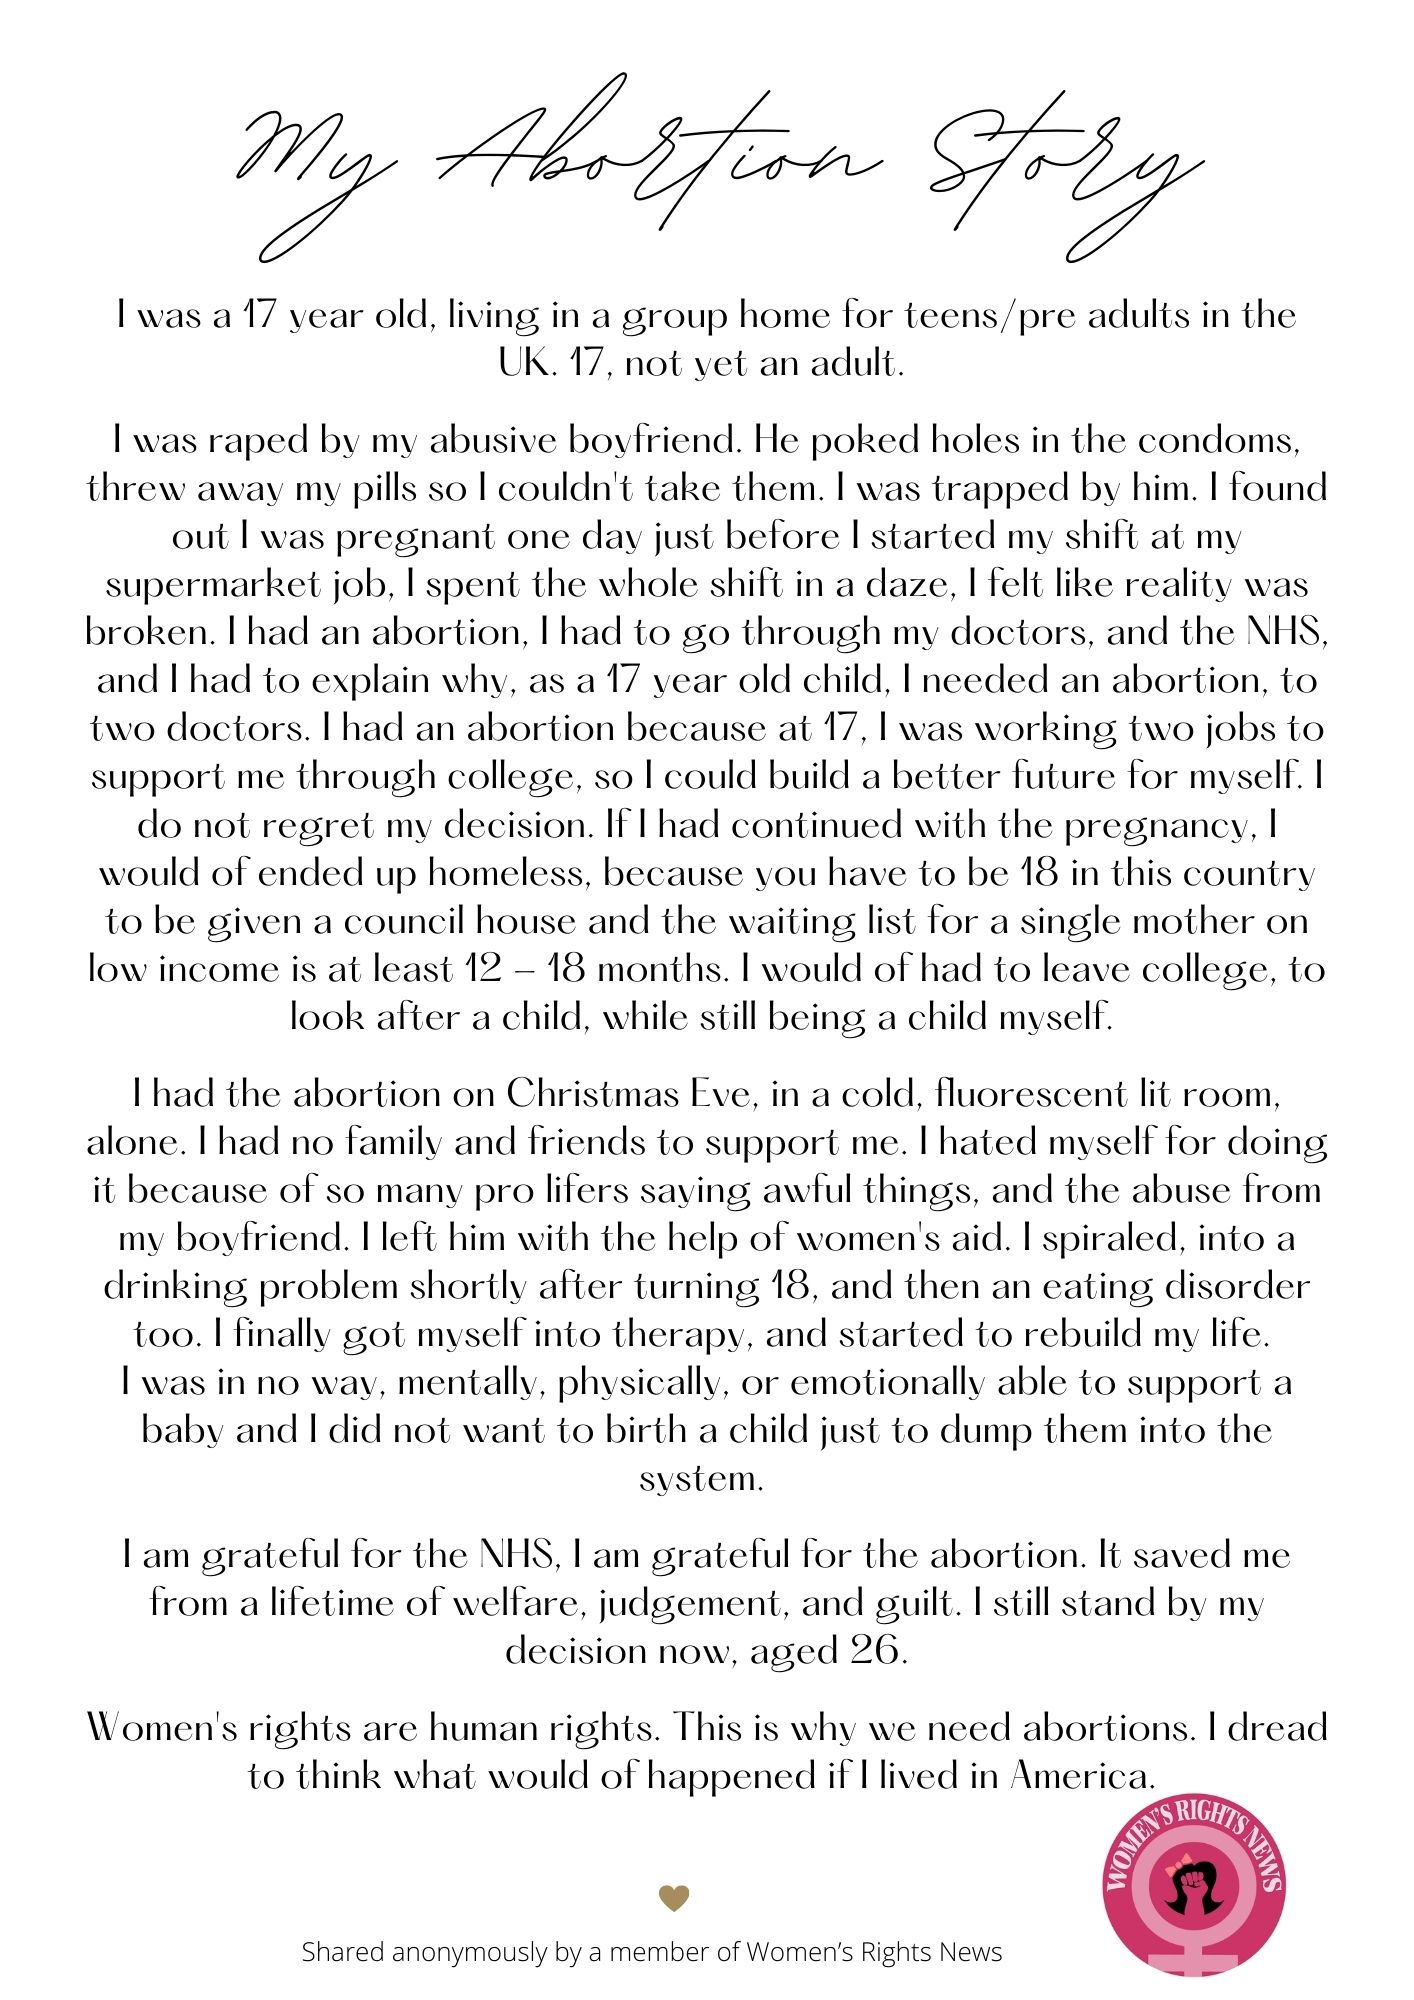 My Abortion Story
I was a 17 year old, living in a group home for teens/pre adults in the
UK. 17, not yet an adult.
I was raped by my abusive boyfriend. He poked holes in the condoms,
threw away my pills so I couldn't take them. I was trapped by him. I found
out I was pregnant one day just before I started my shift at my
supermarket job, I spent the whole shift in a daze, I felt like reality was
broken. I had an abortion, I had to go through my doctors, and the NHS,
and I had to explain why, as a 17 year old child, I needed an abortion, to
two doctors. I had an abortion because at 17, I was working two jobs to
support me through college, so I could build a better future for myself. I
do not regret my decision. If I had continued with the pregnancy, I
would of ended up homeless, because you have to be 18 in this country
to be given a council house and the waiting list for a single mother on
low income is at least 12 – 18 months. I would of had to leave college, to
look after a child, while still being a child myself.
I had the abortion on Christmas Eve, in a cold, fluorescent lit room,
alone. I had no family and friends to support me. I hated myself for doing
it because of so many pro lifers saying awful things, and the abuse from
my boyfriend. I left him with the help of women's aid. I spiraled, into a
drinking problem shortly after turning 18, and then an eating disorder
too. I finally got myself into therapy, and started to rebuild my life.
I was in no way, mentally, physically, or emotionally able to support a
baby and I did not want to birth a child just to dump them into the
system.
I am grateful for the NHS, I am grateful for the abortion. It saved me
from a lifetime of welfare, judgement, and guilt. I still stand by my
decision now, aged 26.
Women's rights are human rights. This is why we need abortions. I dread
to think what would of happened if I lived in America.
WOMEN'S RIGHTS NEWS
Shared anonymously by a member of Women's Rights News